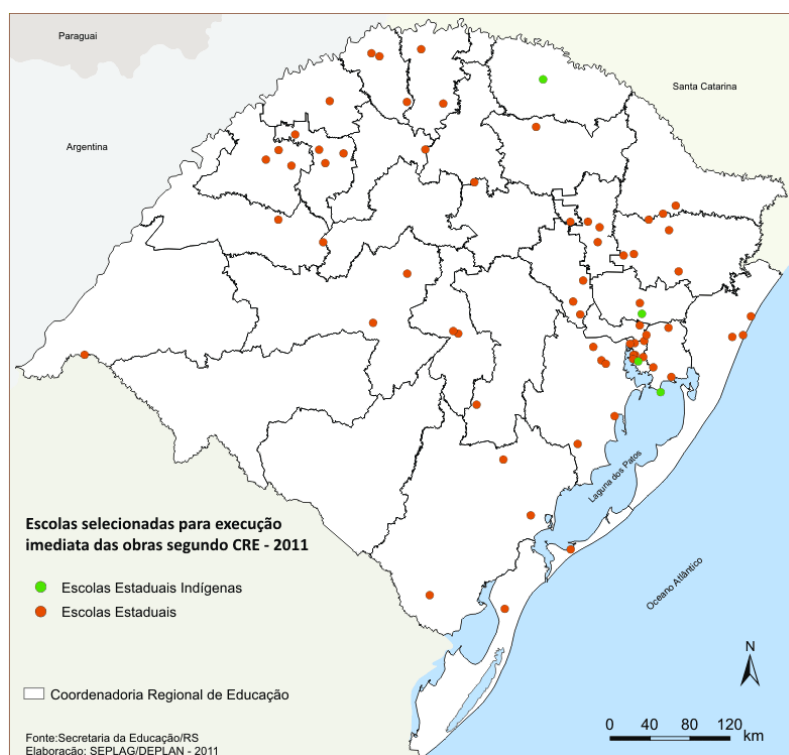 Paraguai
Santa Catarina
Argentina
Laguna dos Patos
Oceano Atlântico
Escolas selecionadas para execução
imediata das obras segundo CRE - 2011
Escolas Estaduais Indígenas
Escolas Estaduais
Coordenadoria Regional de Educação
N
0 40 80 120
km
Fonte:Secretaria da Educação/RS
Elaboração: SEPLAG/DEPLAN - 2011